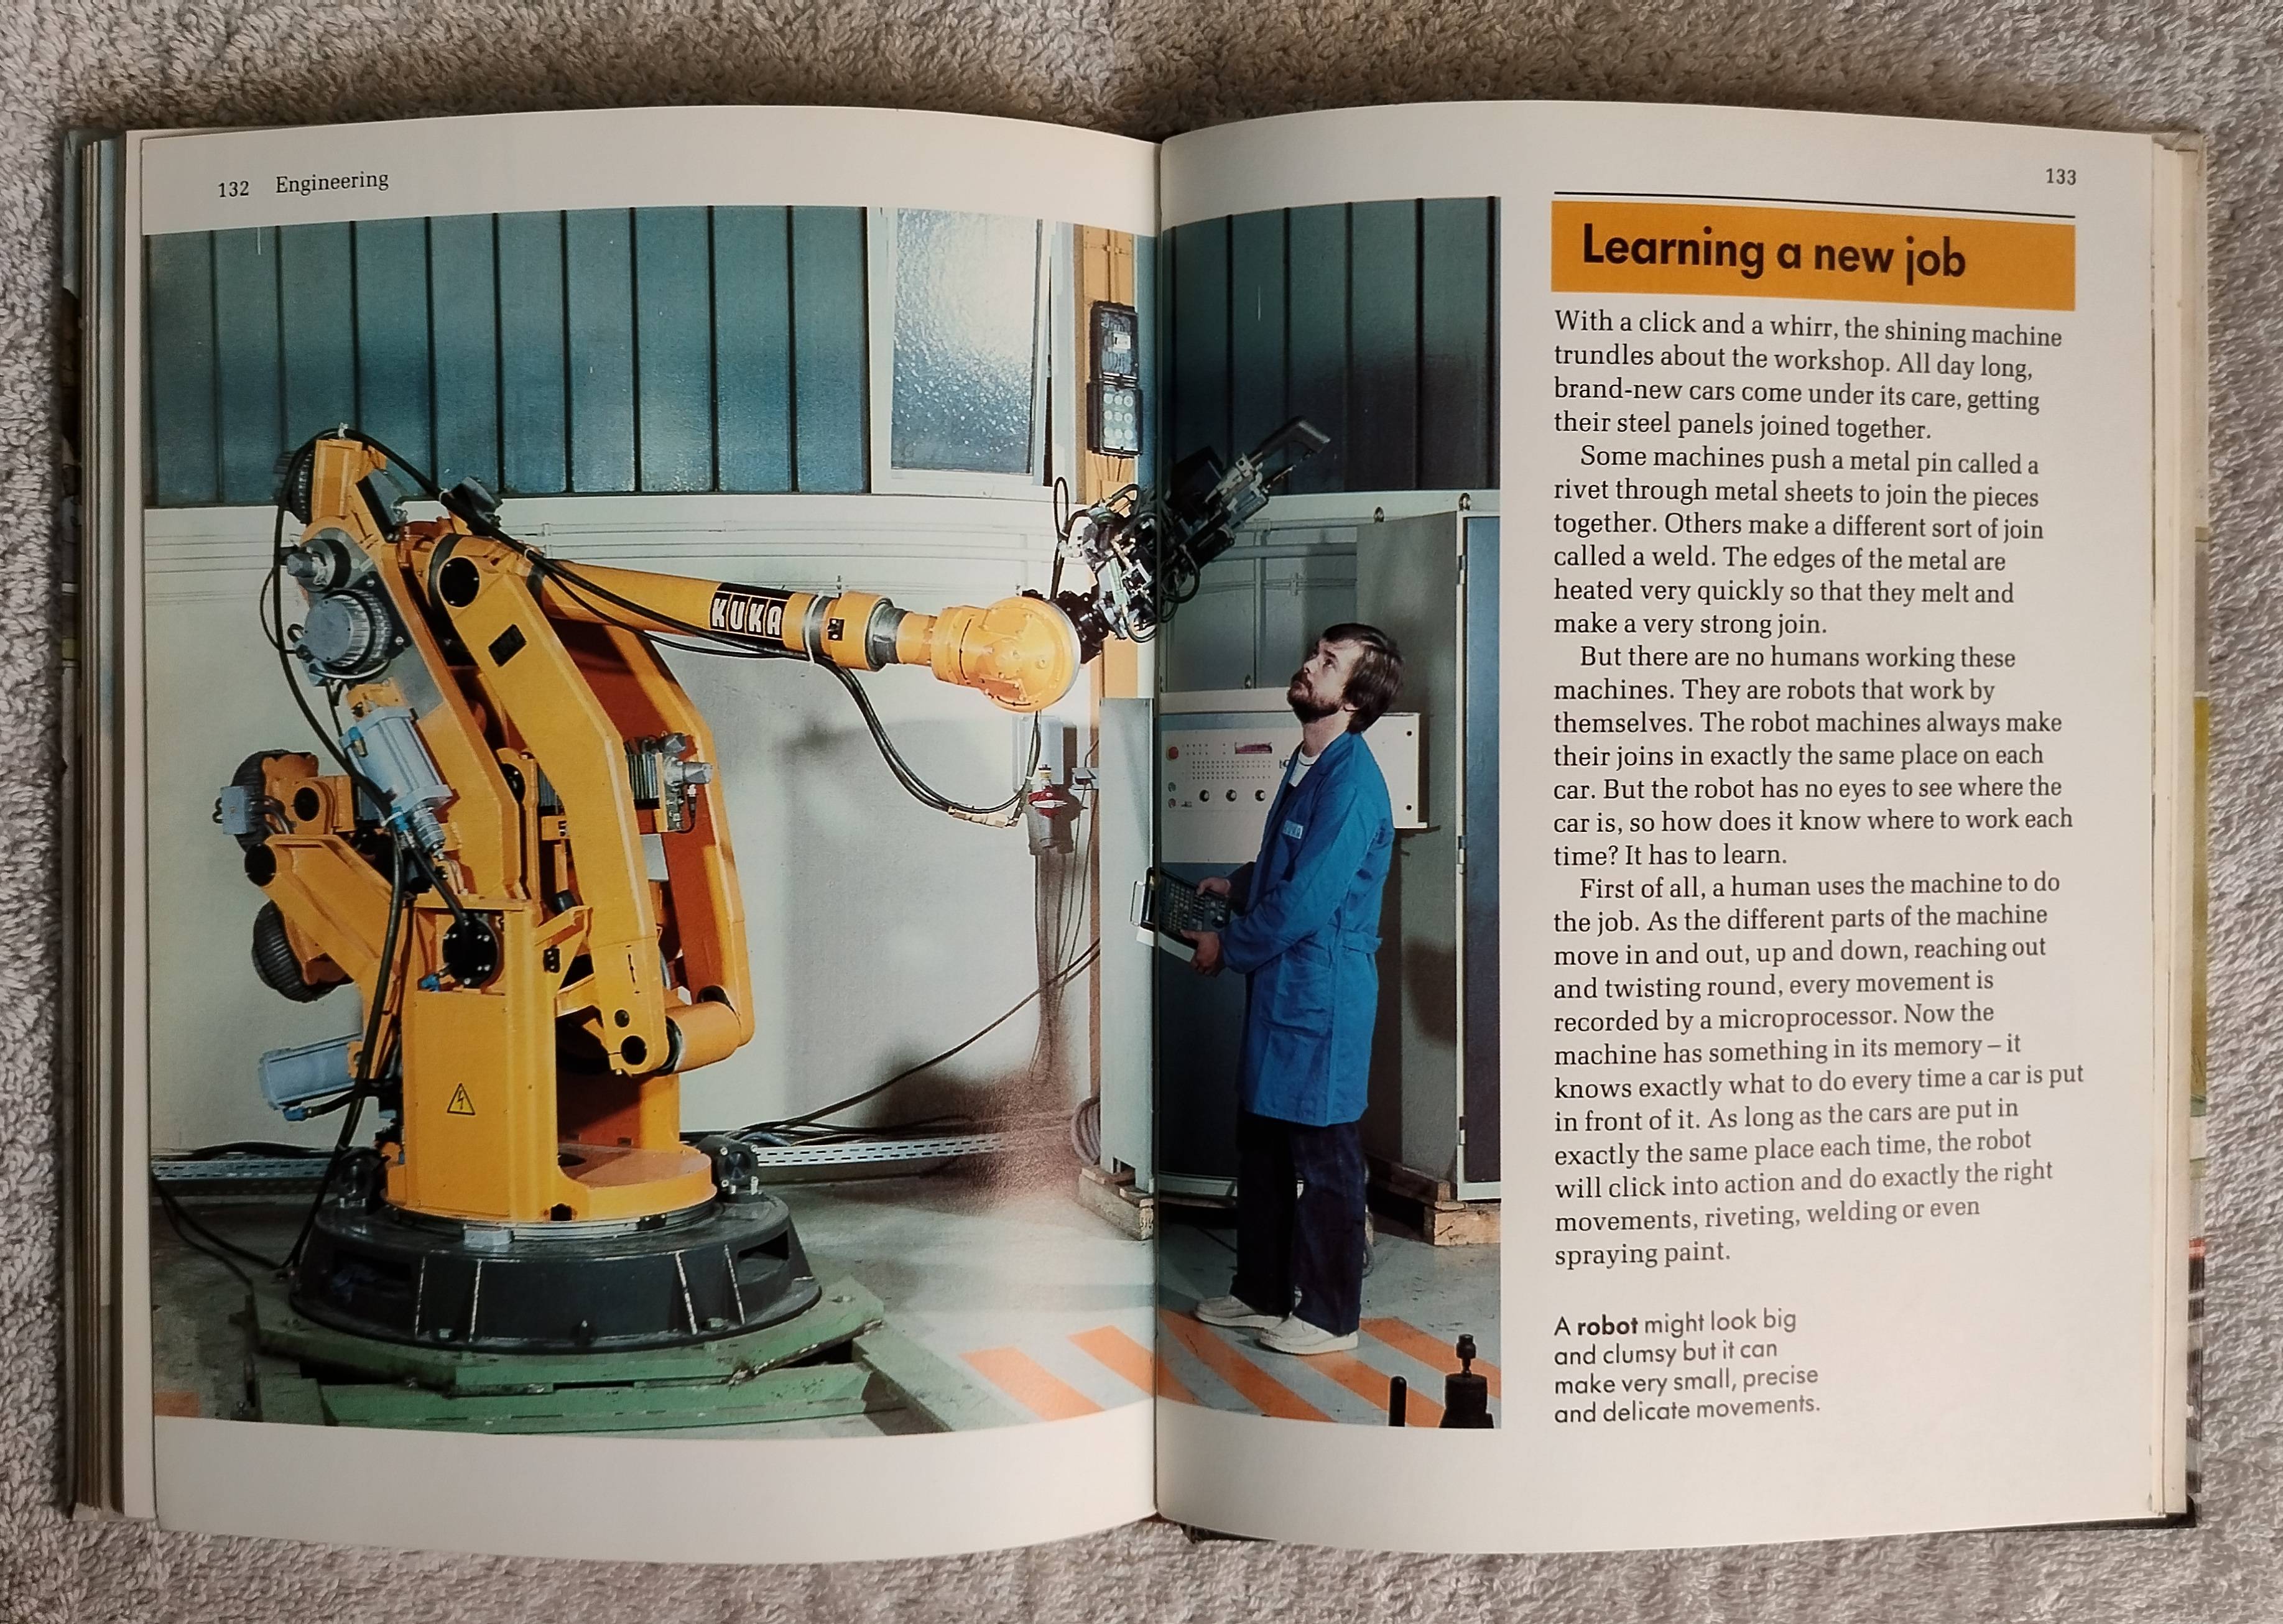 132 Engineering
KUKA
133
Learning a new job
With a click and a whirr, the shining machine
trundles about the workshop. All day long,
brand-new cars come under its care, getting
their steel panels joined together.
Some machines push a metal pin called a
rivet through metal sheets to join the pieces
together. Others make a different sort of join
called a weld. The edges of the metal are
heated very quickly so that they melt and
make a very strong join.
But there are no humans working these
machines. They are robots that work by
themselves. The robot machines always make
their joins in exactly the same place on each
car. But the robot has no eyes to see where the
car is, so how does it know where to work each
time? It has to learn.
First of all, a human uses the machine to do
the job. As the different parts of the machine
move in and out, up and down, reaching out
and twisting round, every movement is
recorded by a microprocessor. Now the
machine has something in its memory – it
knows exactly what to do every time a car is put
in front of it. As long as the cars are put in
exactly the same place each time, the robot
will click into action and do exactly the right
movements, riveting, welding or even
spraying paint.
A robot might look big
and clumsy but it can
make very small, precise
and delicate movements.